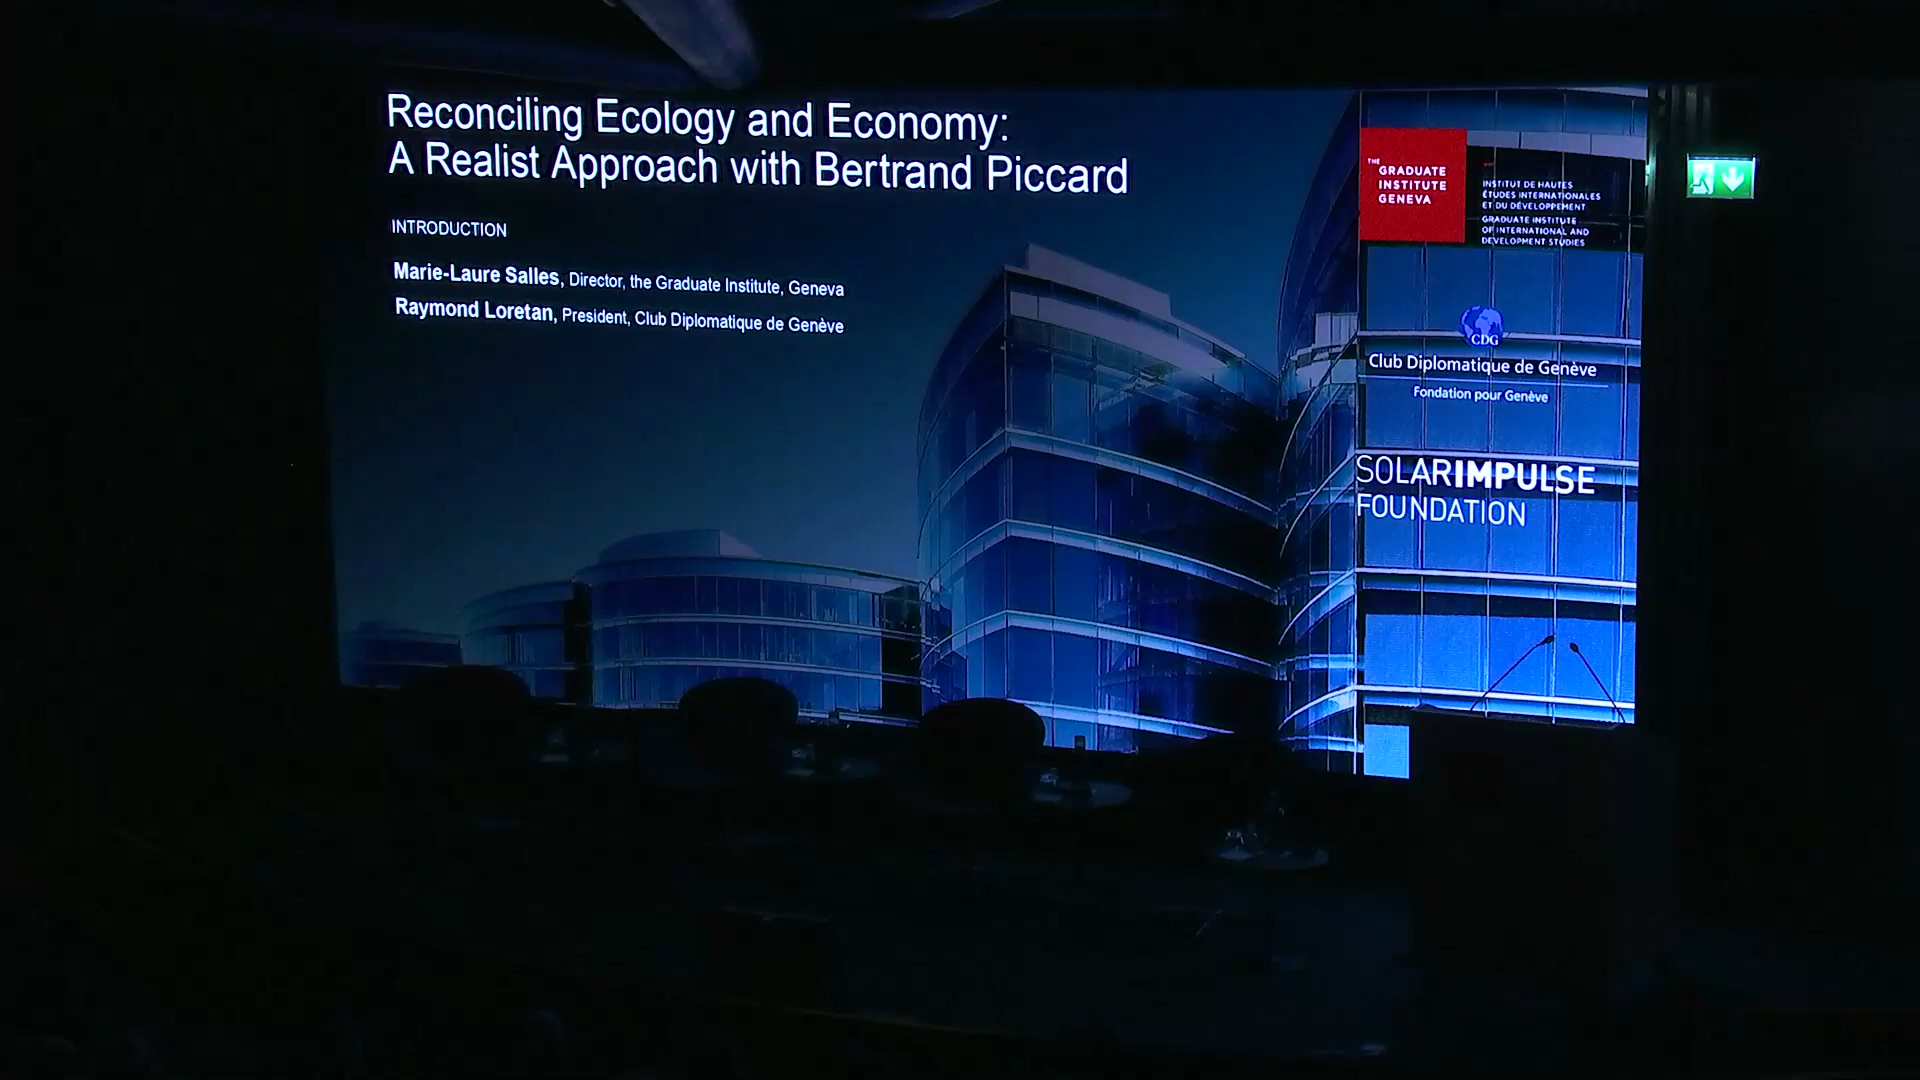 Reconciling Ecology and Economy:
A Realist Approach with Bertrand Piccard
INTRODUCTION
Marie-Laure Salles, Director, the Graduate Institute, Geneva
Raymond Loretan, President, Club Diplomatique de Genève
THE
GRADUATE
INSTITUTE
GENEVA
INSTITUT DE HAUTES
ÉTUDES INTERNATIONALES
ET DU DÉVELOPPEMENT
GRADUATE INSTITUTE
OF INTERNATIONAL AND
DEVELOPMENT STUDIES
CDG
Club Diplomatique de Genève
Fondation pour Genève
SOLARIMPULSE
FOUNDATION